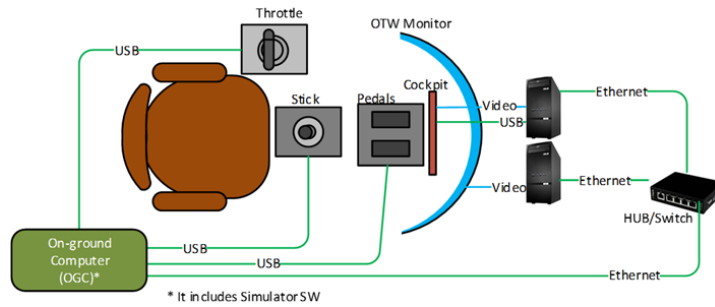 Throttle
OTW Monitor
USB
Cockpit
Stick
Pedals
Video
Ethernet
USB
Video
Ethernet
HUB/Switch
On-ground
Computer
(OGC)*
USB
USB
Ethernet
* It includes Simulator SW